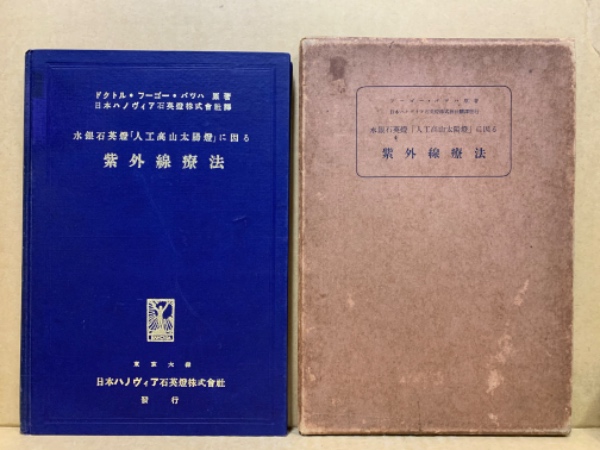 ドクトル・フーゴー・バッハ 原著
日本ハノヴィア石英燈株式會社譯
水銀石英燈「人工高山太陽燈」に因る
紫外線療法
東京大森
日本ハノヴィア石英燈株式會社
發行
水銀石英燈「人工高山太陽燈」に因る
紫外線療法